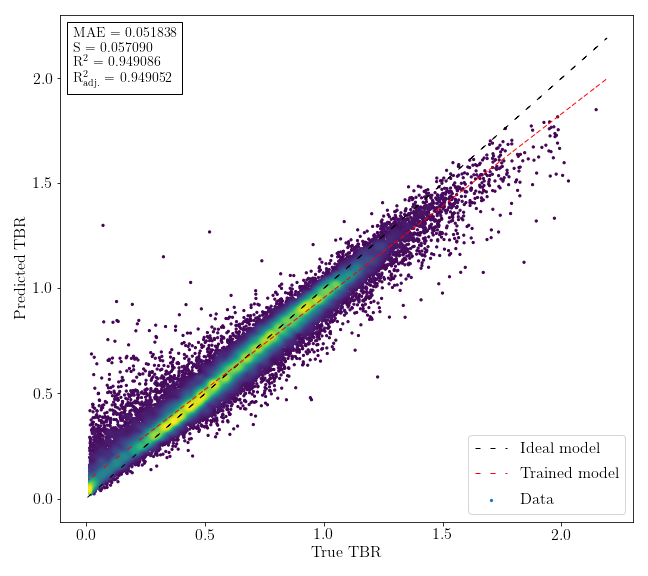 MAE = 0.051838
S = 0.057090
R² = 0.949086
R²adj. = 0.949052
2.0
1.5
1.0
0.5
0.0
Predicted TBR
0.0 0.5 1.0 1.5 2.0
True TBR
Ideal model
Trained model
Data